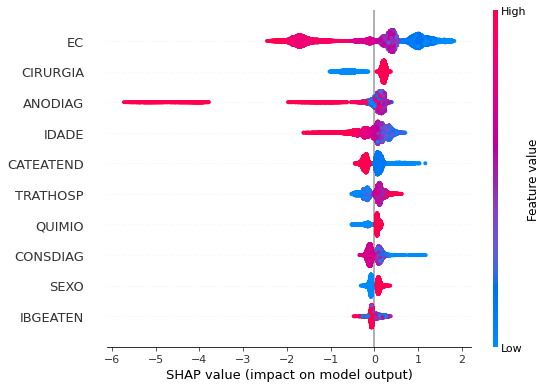 High
EC
CIRURGIA
ANODIAG
IDADE
CATEATEND
TRATHOSP
QUIMIO
CONSDIAG
SEXO
IBGEATEN
Feature value
Low
−6 −5 −4 −3 −2 −1 0 1 2
SHAP value (impact on model output)